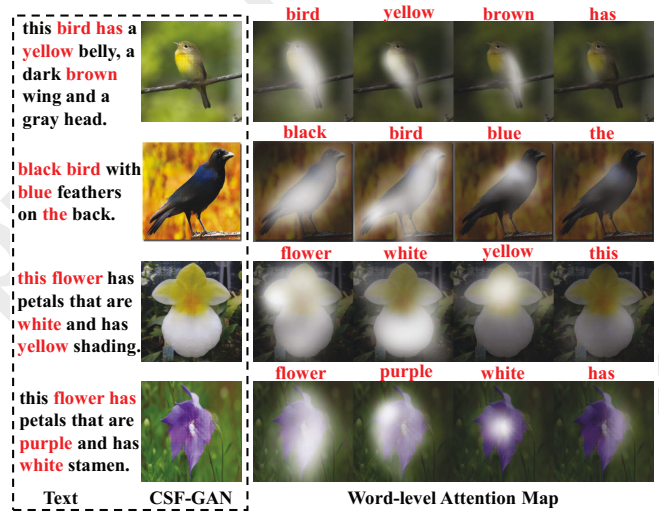 this bird has a
yellow belly, a
dark brown
wing and a
gray head.
bird yellow brown has
black bird with
blue feathers
on the back.
black bird blue the
this flower has
petals that are
white and has
yellow shading.
flower white yellow this
this flower has
petals that are
purple and has
white stamen.
flower purple white has
Text CSF-GAN Word-level Attention Map